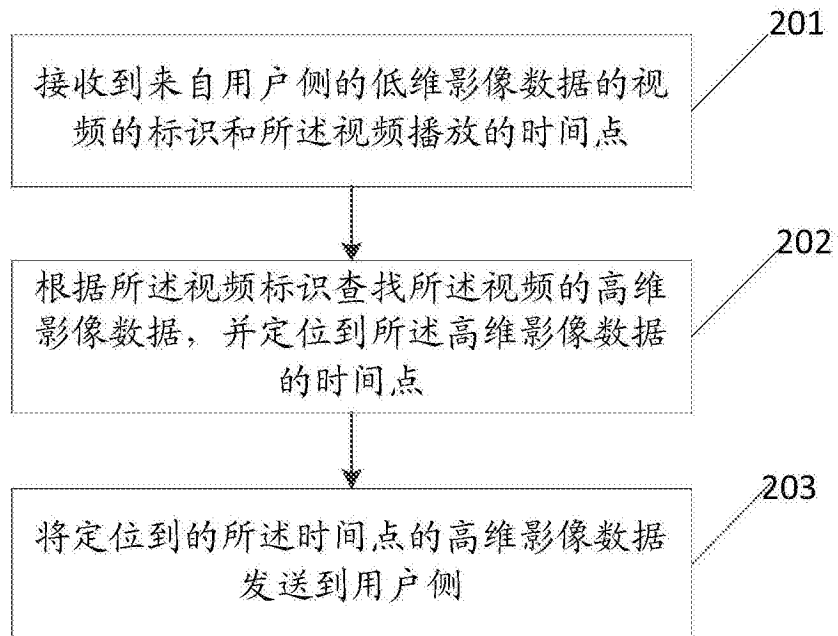 201
接收到来自用户侧的低维影像数据的视
频的标识和所述视频播放的时间点
202
根据所述视频标识查找所述视频的高维
影像数据，并定位到所述高维影像数据
的时间点
203
将定位到的所述时间点的高维影像数据
发送到用户侧